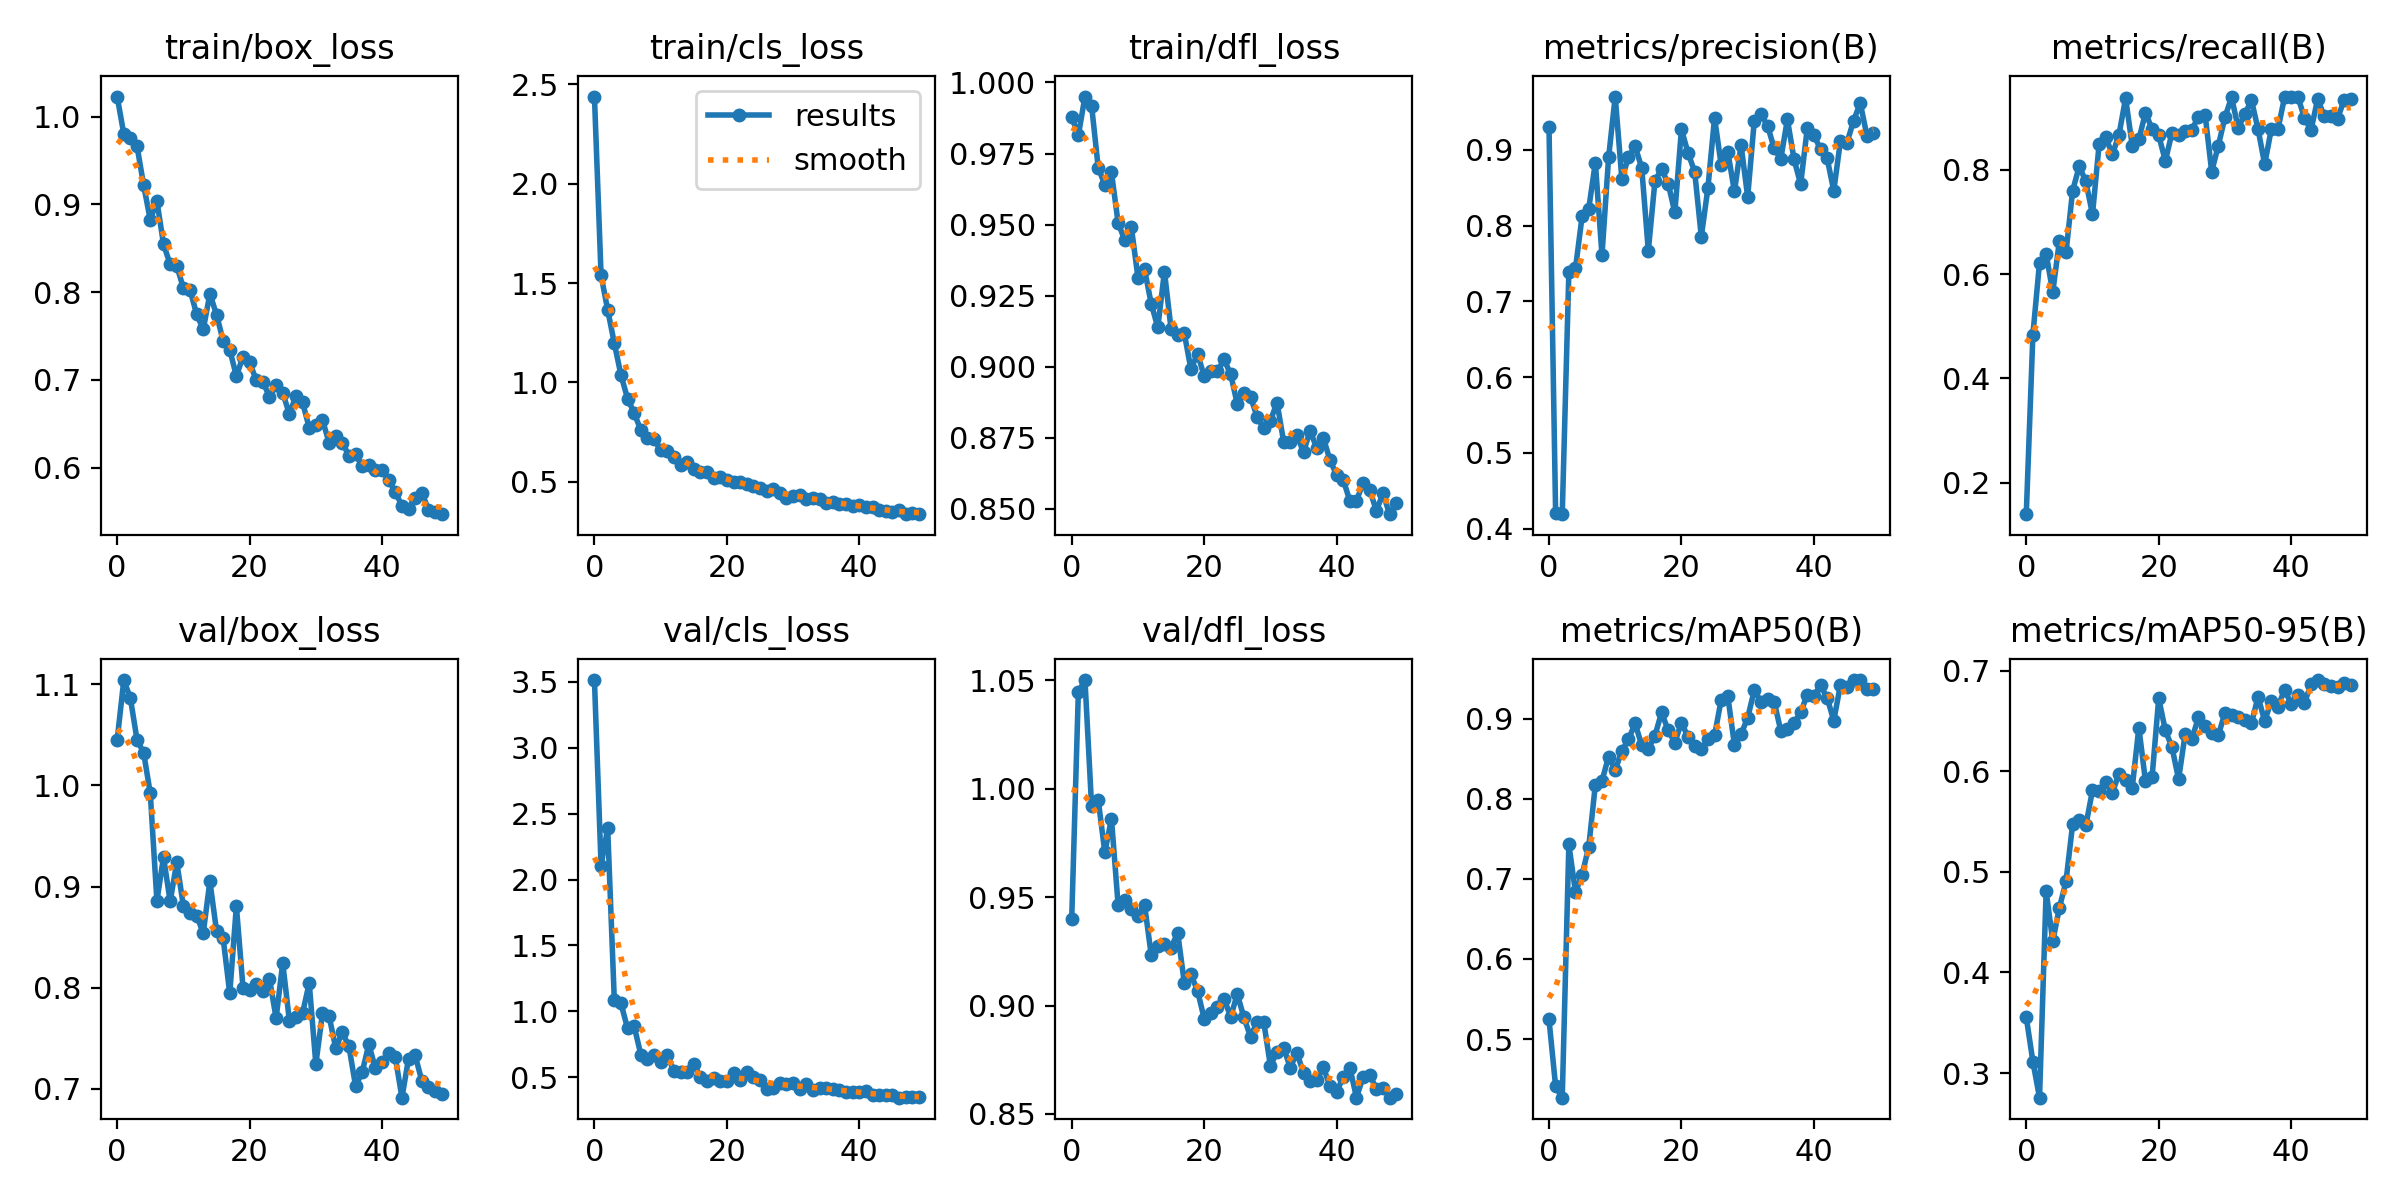 train/box_loss
1.0
0.9
0.8
0.7
0.6
0 20 40
train/cls_loss
2.5
2.0
1.5
1.0
0.5
0 20 40
results
smooth
train/dfl_loss
1.000
0.975
0.950
0.925
0.900
0.875
0.850
0 20 40
metrics/precision(B)
0.9
0.8
0.7
0.6
0.5
0.4
0 20 40
metrics/recall(B)
0.8
0.6
0.4
0.2
0 20 40
val/box_loss
1.1
1.0
0.9
0.8
0.7
0 20 40
val/cls_loss
3.5
3.0
2.5
2.0
1.5
1.0
0.5
0 20 40
val/dfl_loss
1.05
1.00
0.95
0.90
0.85
0 20 40
metrics/mAP50(B)
0.9
0.8
0.7
0.6
0.5
0 20 40
metrics/mAP50-95(B)
0.7
0.6
0.5
0.4
0.3
0 20 40